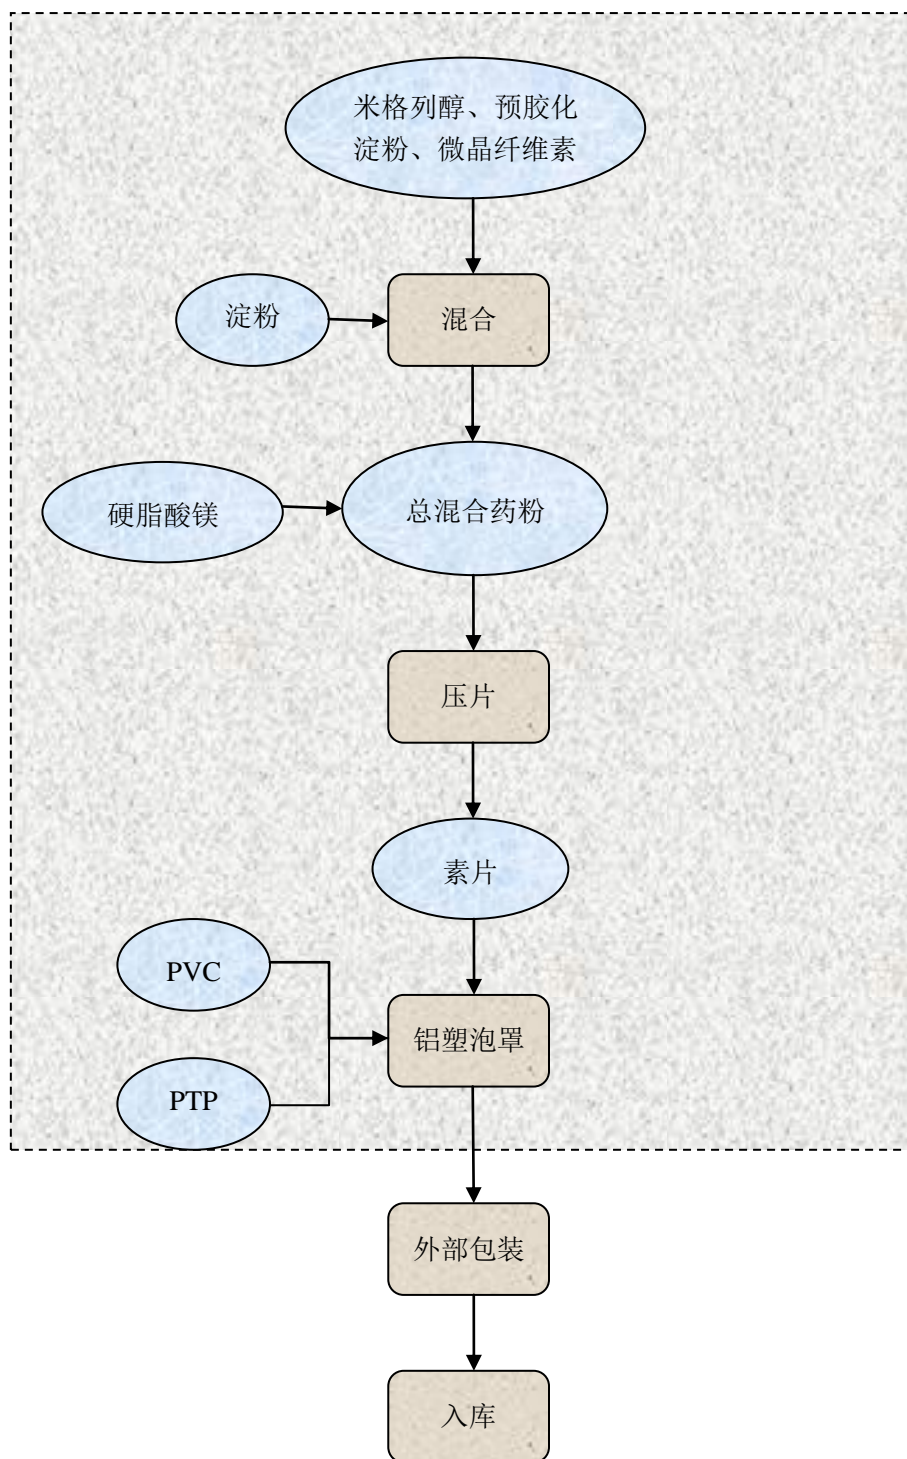 米格列醇、预胶化
淀粉、微晶纤维素
淀粉
混合
硬脂酸镁
总混合药粉
压片
素片
PVC
铝塑泡罩
PTP
外部包装
入库